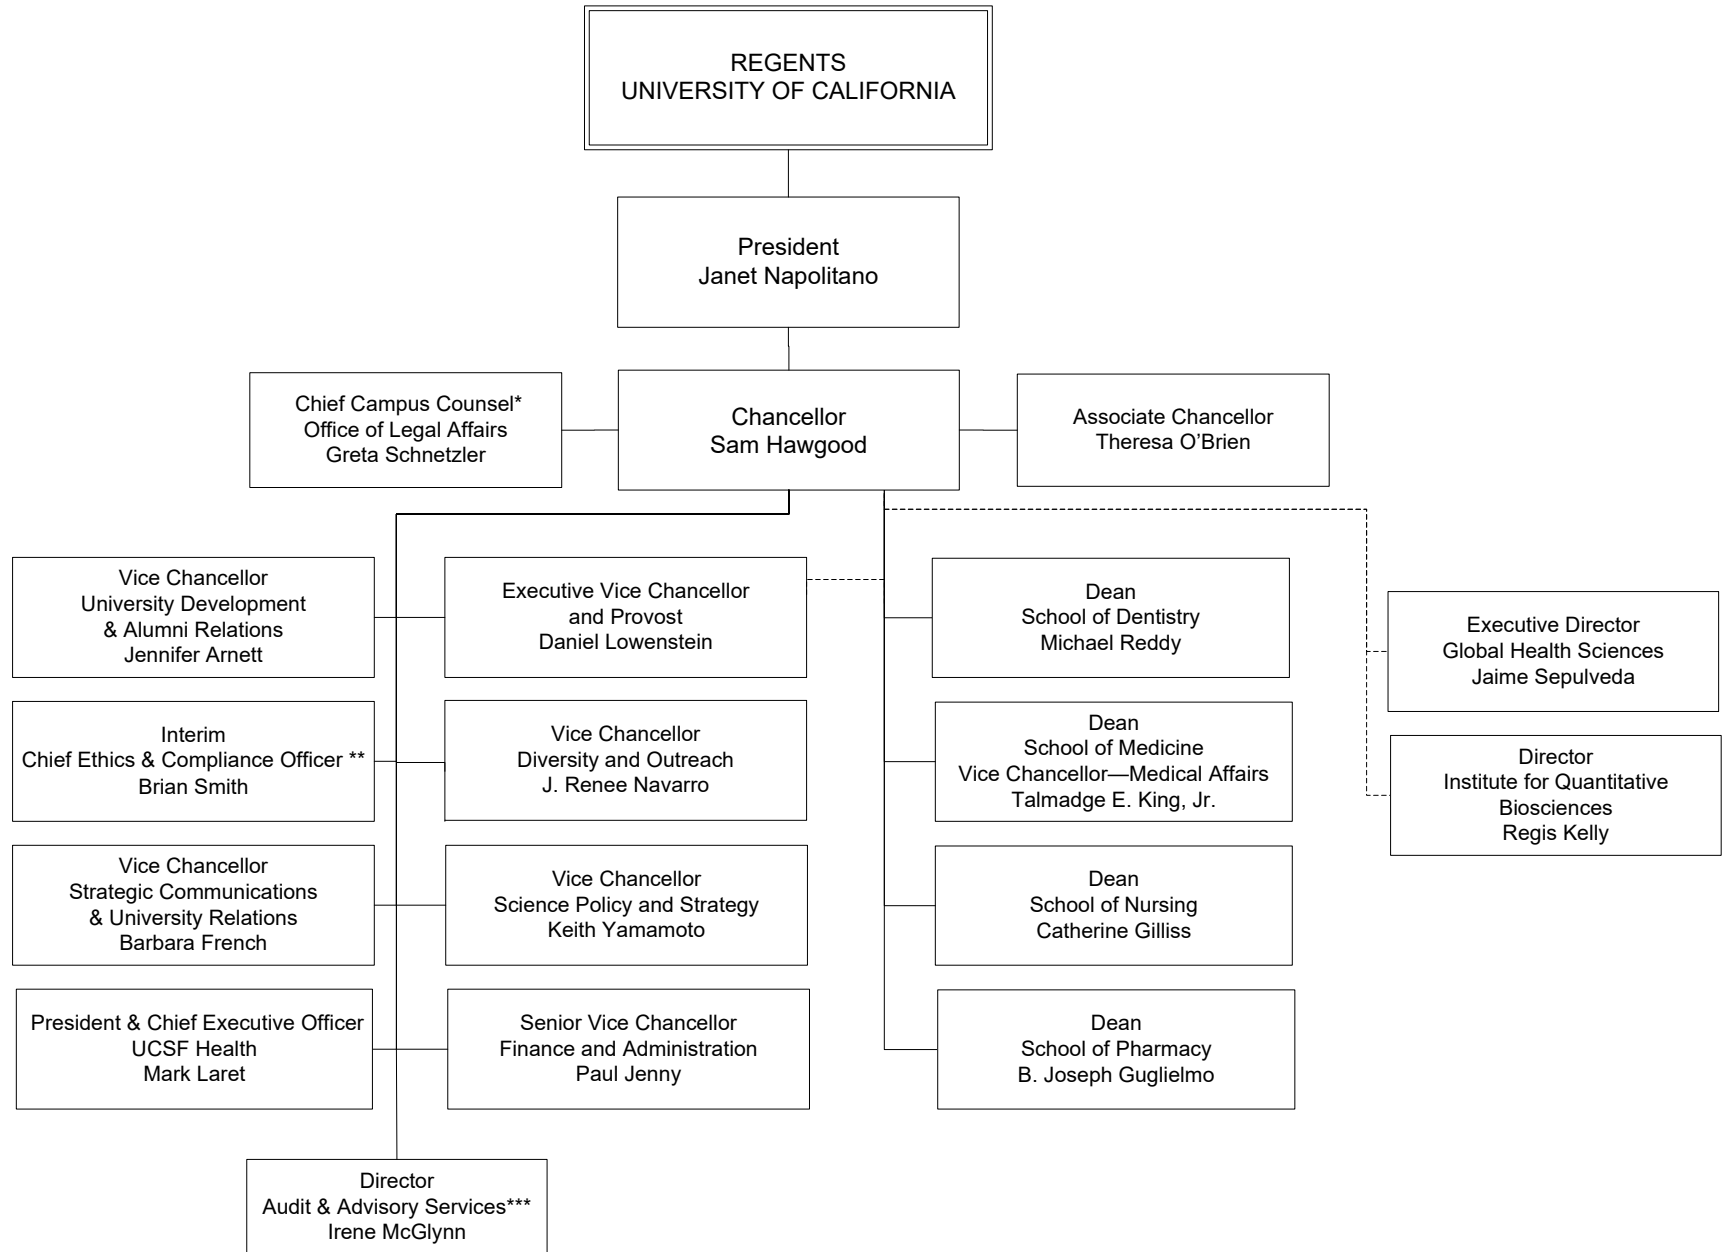 REGENTS
UNIVERSITY OF CALIFORNIA
President
Janet Napolitano
Chief Campus Counsel*
Office of Legal Affairs
Greta Schnetzler
Chancellor
Sam Hawgood
Associate Chancellor
Theresa O’Brien
Vice Chancellor
University Development
& Alumni Relations
Jennifer Arnett
Executive Vice Chancellor
and Provost
Daniel Lowenstein
Dean
School of Dentistry
Michael Reddy
Executive Director
Global Health Sciences
Jaime Sepulveda
Interim
Chief Ethics & Compliance Officer **
Brian Smith
Vice Chancellor
Diversity and Outreach
J. Renee Navarro
Dean
School of Medicine
Vice Chancellor—Medical Affairs
Talmadge E. King, Jr.
Director
Institute for Quantitative
Biosciences
Regis Kelly
Vice Chancellor
Strategic Communications
& University Relations
Barbara French
Vice Chancellor
Science Policy and Strategy
Keith Yamamoto
Dean
School of Nursing
Catherine Gilliss
President & Chief Executive Officer
UCSF Health
Mark Laret
Senior Vice Chancellor
Finance and Administration
Paul Jenny
Dean
School of Pharmacy
B. Joseph Guglielmo
Director
Audit & Advisory Services***
Irene McGlynn